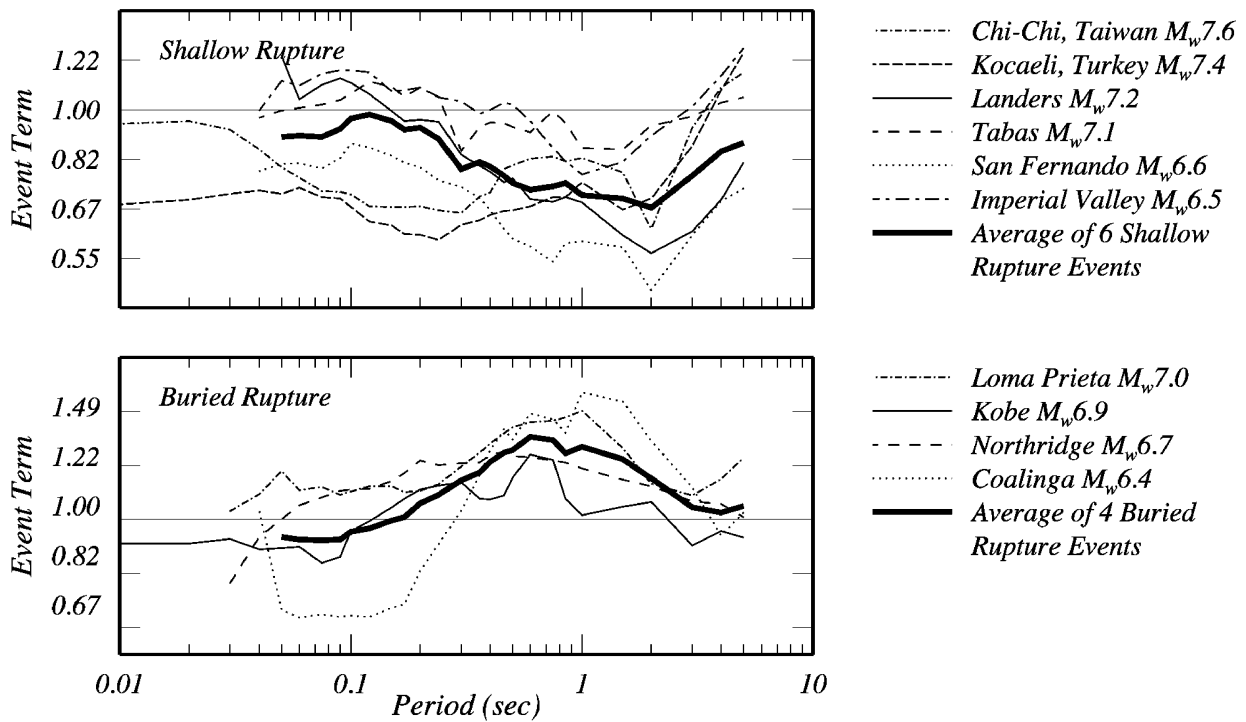 Shallow Rupture
Event Term
1.22
1.00
0.82
0.67
0.55
Chi-Chi, Taiwan Mw7.6
Kocaeli, Turkey Mw7.4
Landers Mw7.2
Tabas Mw7.1
San Fernando Mw6.6
Imperial Valley Mw6.5
Average of 6 Shallow
Rupture Events
Buried Rupture
Event Term
1.49
1.22
1.00
0.82
0.67
Loma Prieta Mw7.0
Kobe Mw6.9
Northridge Mw6.7
Coalinga Mw6.4
Average of 4 Buried
Rupture Events
0.01
0.1
1
10
Period (sec)